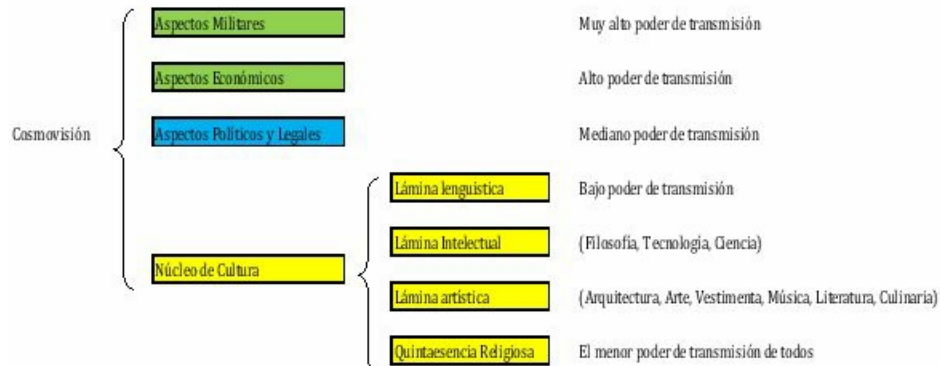 Aspectos Militares Muy alto poder de transmisión
Aspectos Económicos Alto poder de transmisión
Cosmovisión Aspectos Políticos y Legales Mediano poder de transmisión
Lámina lenguistica Bajo poder de transmisión
Lámina Intelectual (Filosofía, Tecnología, Ciencia)
Núcleo de Cultura
Lámina artística (Arquitectura, Arte, Vestimenta, Música, Literatura, Culinaria)
Quintaesencia Religiosa El menor poder de transmisión de todos